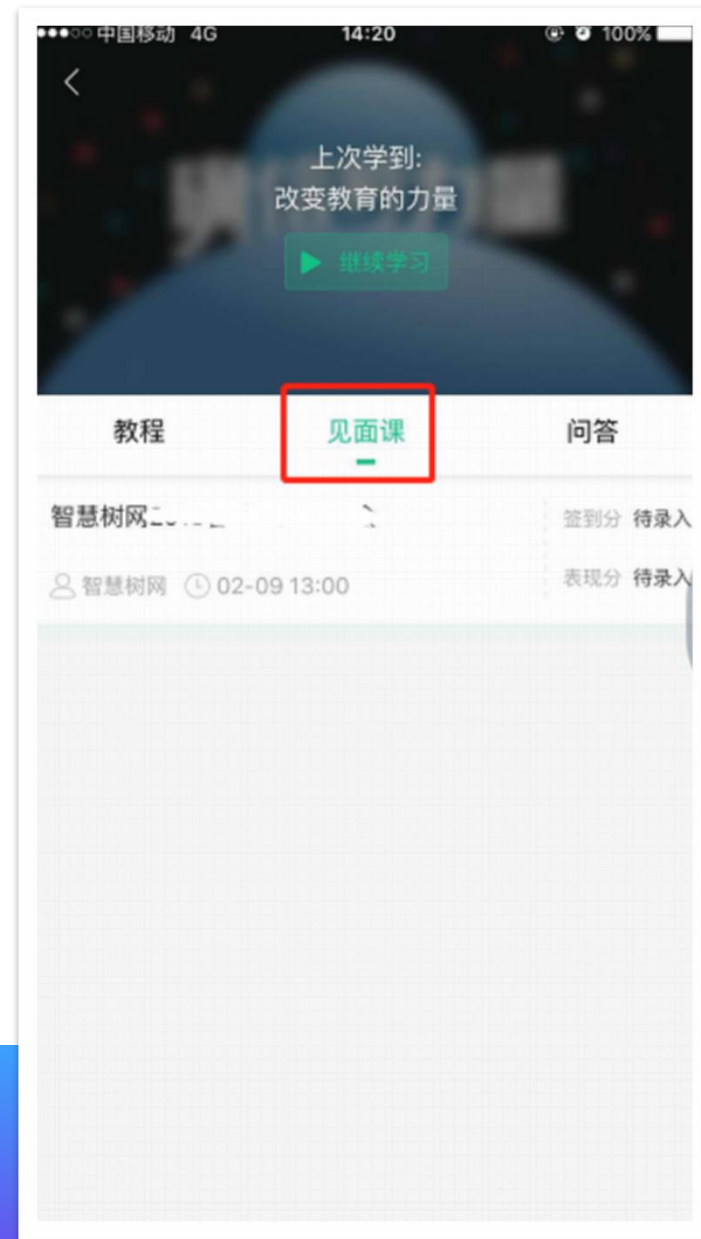 中国移动 4G 14:20 100%
上次学到:
改变教育的力量
继续学习
教程 见面课 问答
智慧树网
签到分 待录入
智慧树网 02-09 13:00
表现分 待录入